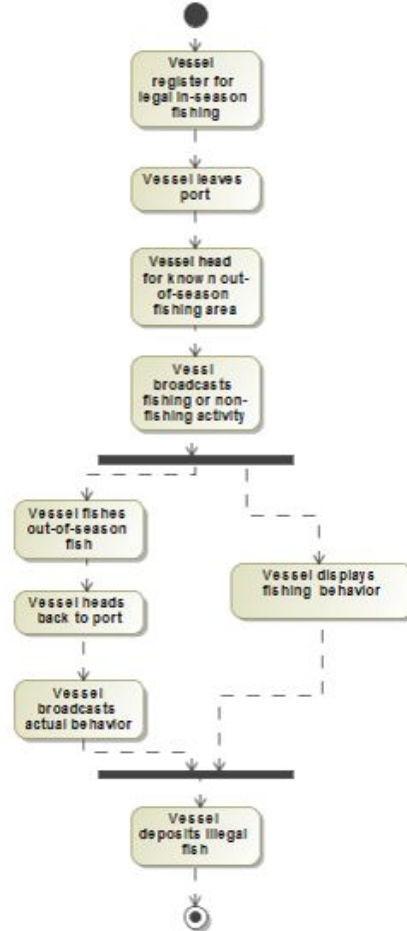 Vessel
register for
legal in-season
fishing
Vessel leaves
port
Vessel head
for know n out-
of-season
fishing area
Vessl
broadcasts
fishing or non-
fishing activity
Vessel fishes
out-of-season
fish
Vessel displays
fishing behavior
Vessel heads
back to port
Vessel
broadcasts
actual behavior
Vessel
deposits illegal
fish